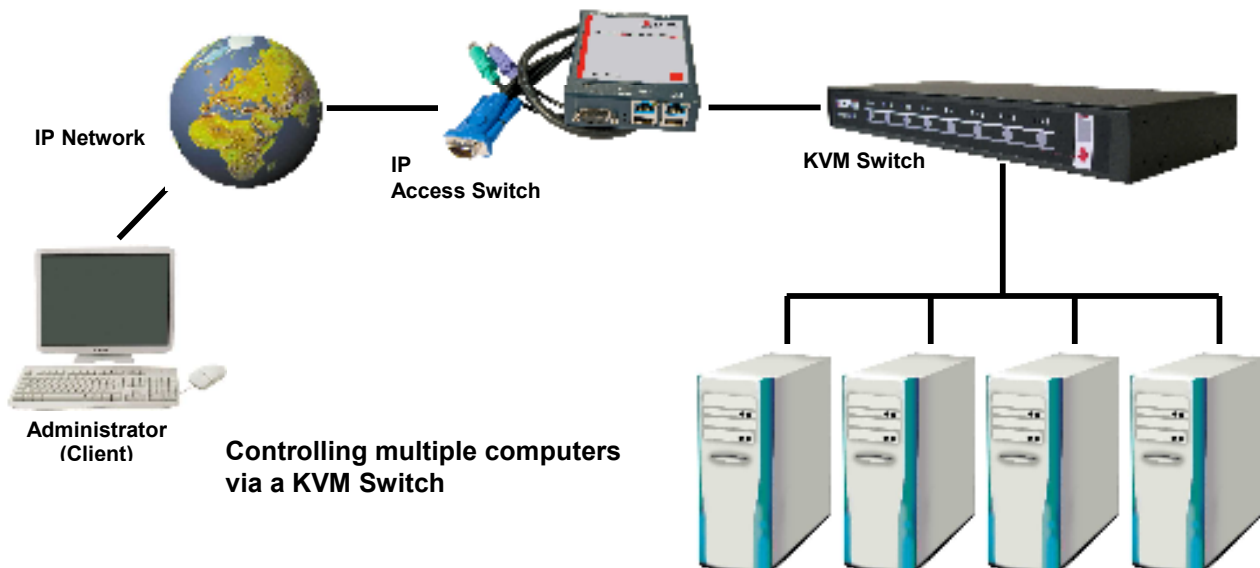 IP Network
IP
Access Switch
KVM Switch
Administrator
(Client)
Controlling multiple computers
via a KVM Switch